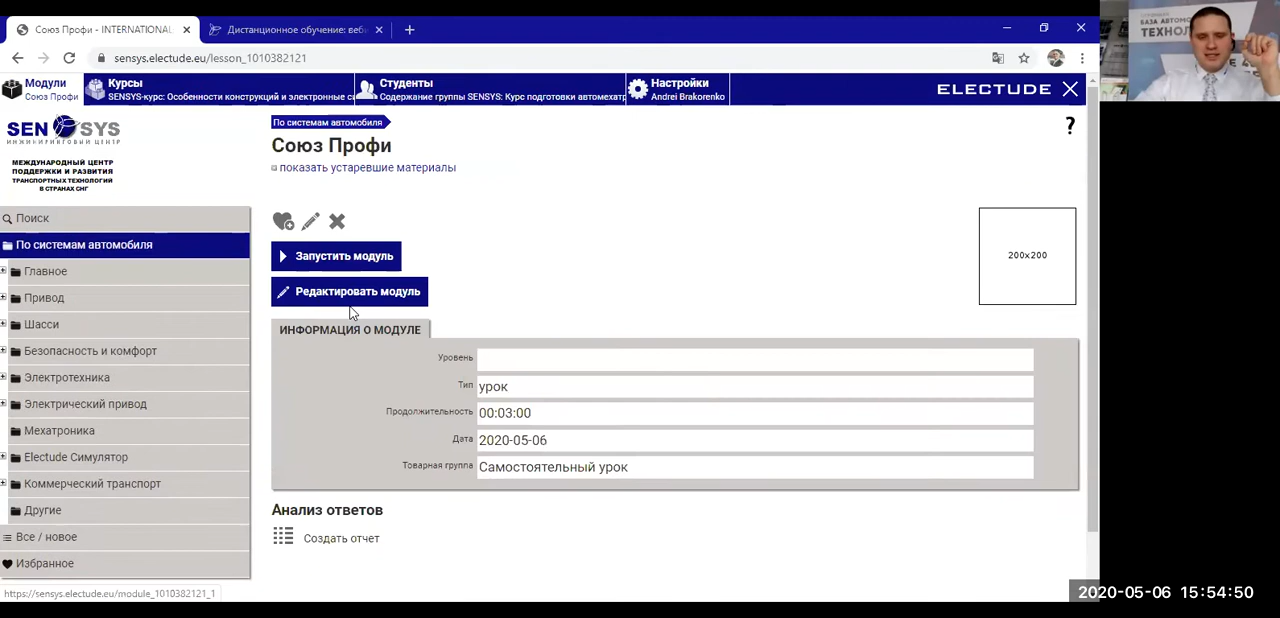 Союз Профи - INTERNATIONAL
Дистанционное обучение: веб
sensys.electude.eu/lesson_1010382121
Модули
Союз Профи
Курсы
SENSYS-курс: Особенности конструкций и электронные си
Студенты
Содержание группы SENSYS: Курс подготовки автомехат
Настройки
Andrei Brakorenko
ELECTUDE
SENSYS
ИНЖИНИРИНГОВЫЙ ЦЕНТР
МЕЖДУНАРОДНЫЙ ЦЕНТР
ПОДДЕРЖКИ И РАЗВИТИЯ
ТРАНСПОРТНЫХ ТЕХНОЛОГИЙ
В СТРАНАХ СНГ
Поиск
По системам автомобиля
Главное
Привод
Шасси
Безопасность и комфорт
Электротехника
Электрический привод
Мехатроника
Electude Симулятор
Коммерческий транспорт
Другие
Все / новое
Избранное
https://sensys.electude.eu/module_1010382121_1
По системам автомобиля
?
Союз Профи
показать устаревшие материалы
Запустить модуль
Редактировать модуль
200x200
ИНФОРМАЦИЯ О МОДУЛЕ
Уровень
Тип урок
Продолжительность 00:03:00
Дата 2020-05-06
Товарная группа Самостоятельный урок
Анализ ответов
Создать отчет
БАЗА АВТОМО
ТЕХНОЛ
2020-05-06 15:54:50